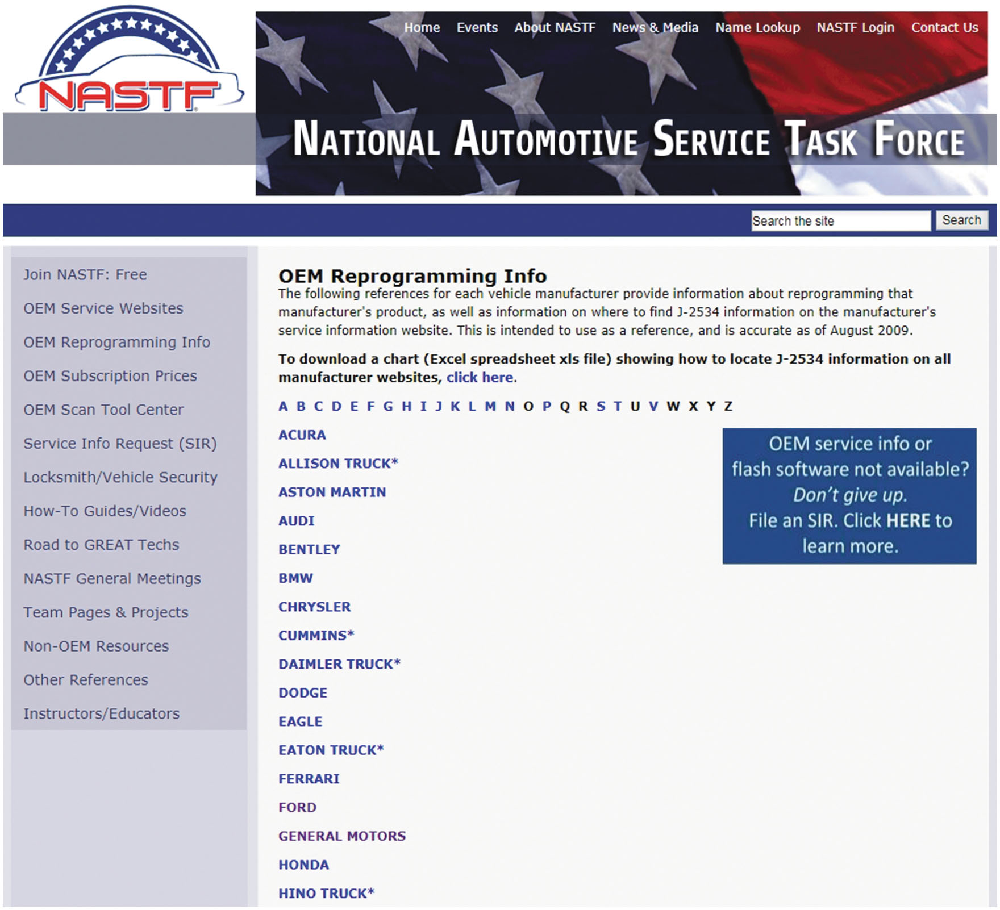 NASTF
Home Events About NASTF News & Media Name Lookup NASTF Login Contact Us
NATIONAL AUTOMOTIVE SERVICE TASK FORCE
Search the site Search
Join NASTF: Free
OEM Service Websites
OEM Reprogramming Info
OEM Subscription Prices
OEM Scan Tool Center
Service Info Request (SIR)
Locksmith/Vehicle Security
How-To Guides/Videos
Road to GREAT Techs
NASTF General Meetings
Team Pages & Projects
Non-OEM Resources
Other References
Instructors/Educators
OEM Reprogramming Info
The following references for each vehicle manufacturer provide information about reprogramming that
manufacturer's product, as well as information on where to find J-2534 information on the manufacturer's
service information website. This is intended to use as a reference, and is accurate as of August 2009.
To download a chart (Excel spreadsheet xls file) showing how to locate J-2534 information on all
manufacturer websites, click here.
A B C D E F G H I J K L M N O P Q R S T U V W X Y Z
ACURA
ALLISON TRUCK*
ASTON MARTIN
AUDI
BENTLEY
BMW
CHRYSLER
CUMMINS*
DAIMLER TRUCK*
DODGE
EAGLE
EATON TRUCK*
FERRARI
FORD
GENERAL MOTORS
HONDA
HINO TRUCK*
OEM service info or
flash software not available?
Don't give up.
File an SIR. Click HERE to
learn more.